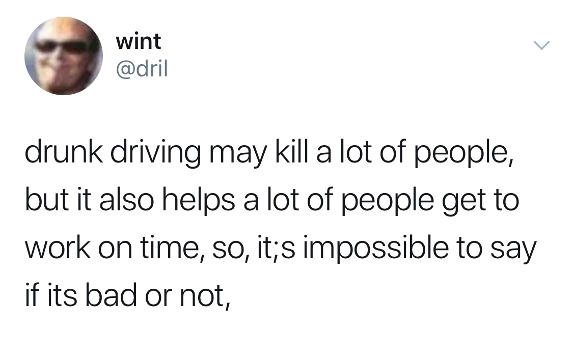 wint
@dril
drunk driving may kill a lot of people,
but it also helps a lot of people get to
work on time, so, it;s impossible to say
if its bad or not,